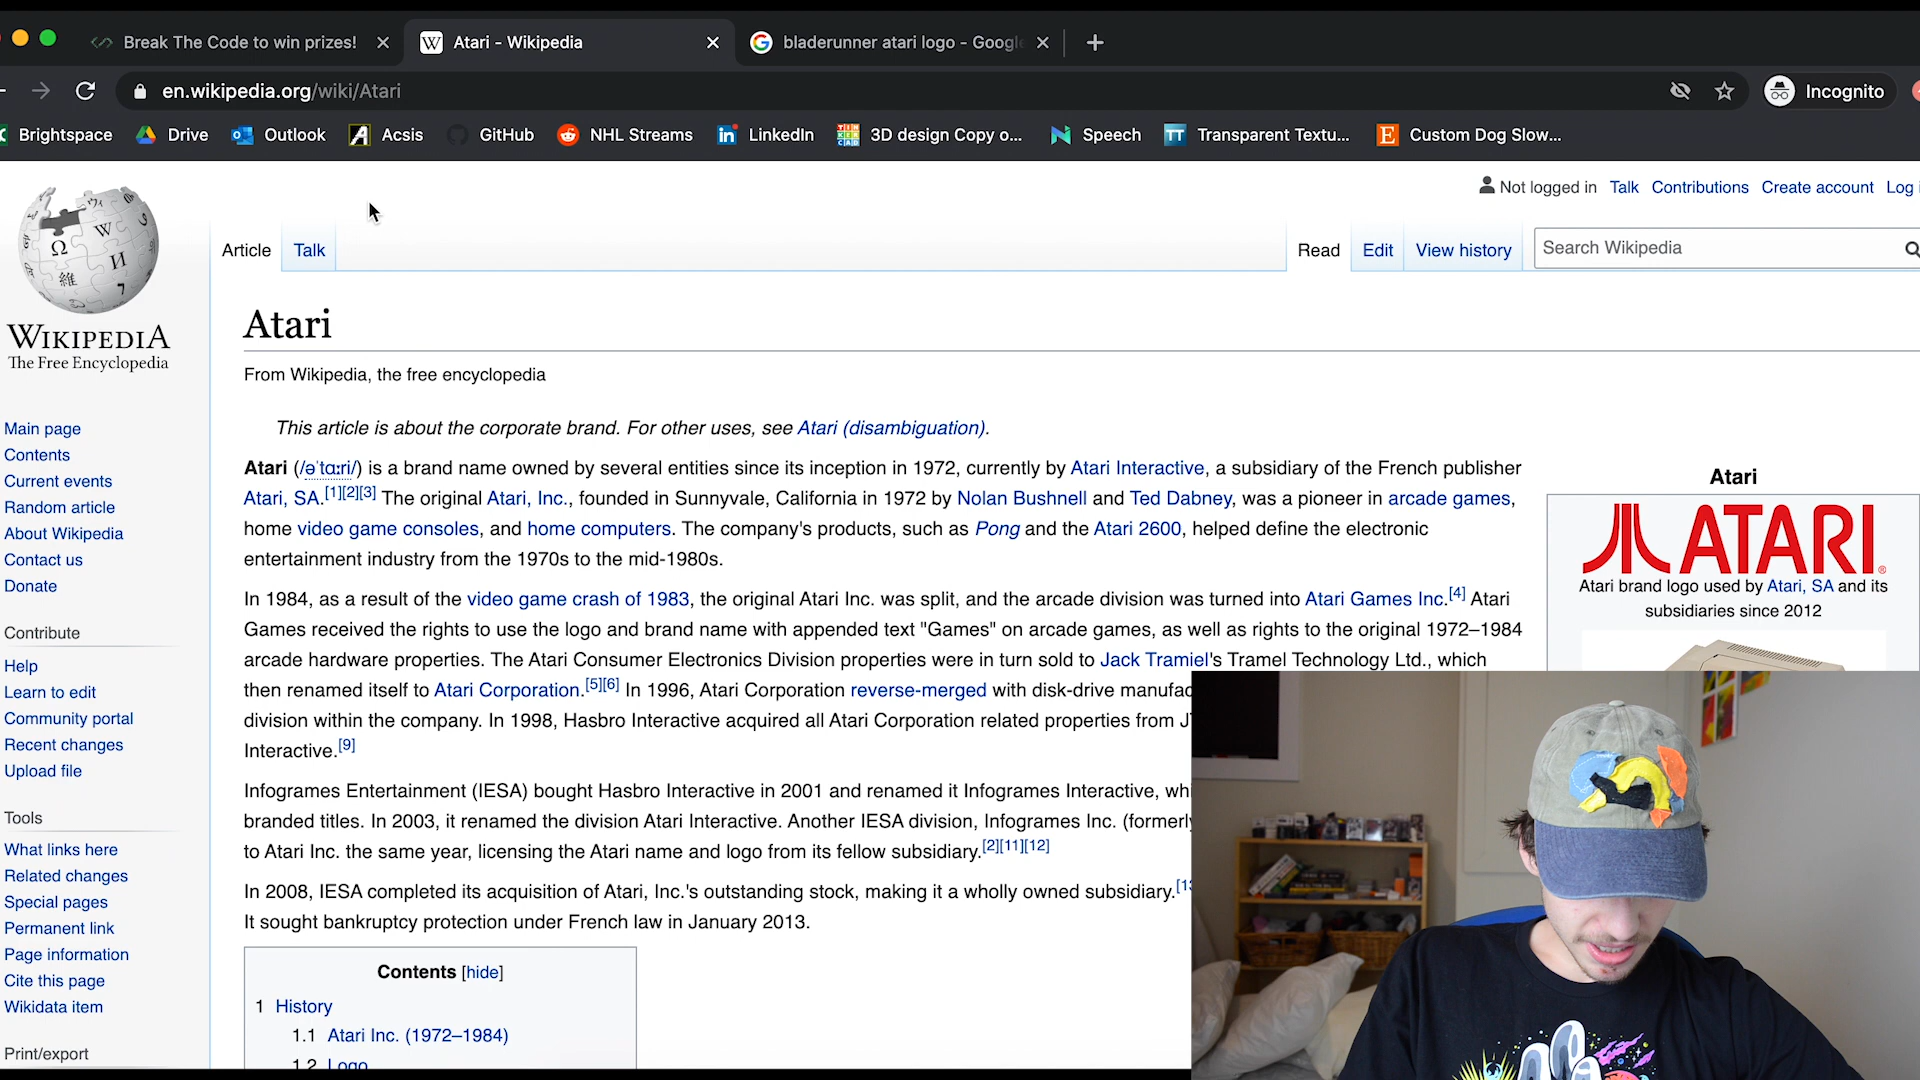 Break The Code to win prizes!
Atari - Wikipedia
bladerunner atari logo - Google
en.wikipedia.org/wiki/Atari
Incognito
Brightspace
Drive
Outlook
Acsis
GitHub
NHL Streams
LinkedIn
3D design Copy o...
Speech
Transparent Textu...
Custom Dog Slow...
Not logged in Talk Contributions Create account Log
Article Talk
Read Edit View history
Search Wikipedia
WIKIPEDIA
The Free Encyclopedia
Main page
Contents
Current events
Random article
About Wikipedia
Contact us
Donate
Contribute
Help
Learn to edit
Community portal
Recent changes
Upload file
Tools
What links here
Related changes
Special pages
Permanent link
Page information
Cite this page
Wikidata item
Print/export
Atari
From Wikipedia, the free encyclopedia
This article is about the corporate brand. For other uses, see Atari (disambiguation).
Atari (/əˈtɑːri/) is a brand name owned by several entities since its inception in 1972, currently by Atari Interactive, a subsidiary of the French publisher
Atari, SA.[1][2][3] The original Atari, Inc., founded in Sunnyvale, California in 1972 by Nolan Bushnell and Ted Dabney, was a pioneer in arcade games,
home video game consoles, and home computers. The company's products, such as Pong and the Atari 2600, helped define the electronic
entertainment industry from the 1970s to the mid-1980s.
In 1984, as a result of the video game crash of 1983, the original Atari Inc. was split, and the arcade division was turned into Atari Games Inc.[4] Atari
Games received the rights to use the logo and brand name with appended text "Games" on arcade games, as well as rights to the original 1972–1984
arcade hardware properties. The Atari Consumer Electronics Division properties were in turn sold to Jack Tramiel's Tramel Technology Ltd., which
then renamed itself to Atari Corporation.[5][6] In 1996, Atari Corporation reverse-merged with disk-drive manufac
division within the company. In 1998, Hasbro Interactive acquired all Atari Corporation related properties from J
Interactive.[9]
Infogrames Entertainment (IESA) bought Hasbro Interactive in 2001 and renamed it Infogrames Interactive, whi
branded titles. In 2003, it renamed the division Atari Interactive. Another IESA division, Infogrames Inc. (formerly
to Atari Inc. the same year, licensing the Atari name and logo from its fellow subsidiary.[2][11][12]
In 2008, IESA completed its acquisition of Atari, Inc.'s outstanding stock, making it a wholly owned subsidiary.[13
It sought bankruptcy protection under French law in January 2013.
Contents [hide]
1 History
1.1 Atari Inc. (1972–1984)
1.2 Logo
Atari
ATARI®
Atari brand logo used by Atari, SA and its
subsidiaries since 2012